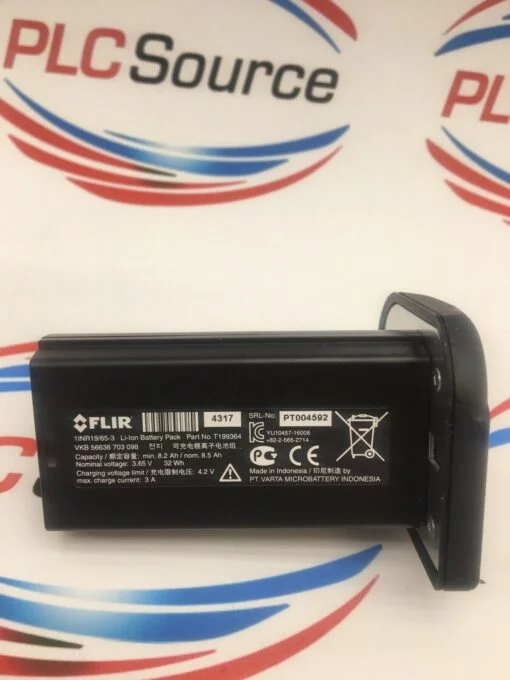 PLC Source
PL
FLIR
4317
SRL-No: PT004592
1INR19/65-3 Li-Ion Battery Pack Part No. T199364
VKB 56636 703 098 전지 可充电锂离子电池组
Capacity / 额定容量: min. 8.2 Ah / nom. 8.5 Ah
Nominal voltage: 3.65 V 32 Wh
Charging voltage limit / 充电限制电压: 4.2 V
max. charge current: 3 A
YU10457-16006
+82-2-565-2714
Made in Indonesia / 印尼制造
PT. VARTA MICROBATTERY INDONESIA